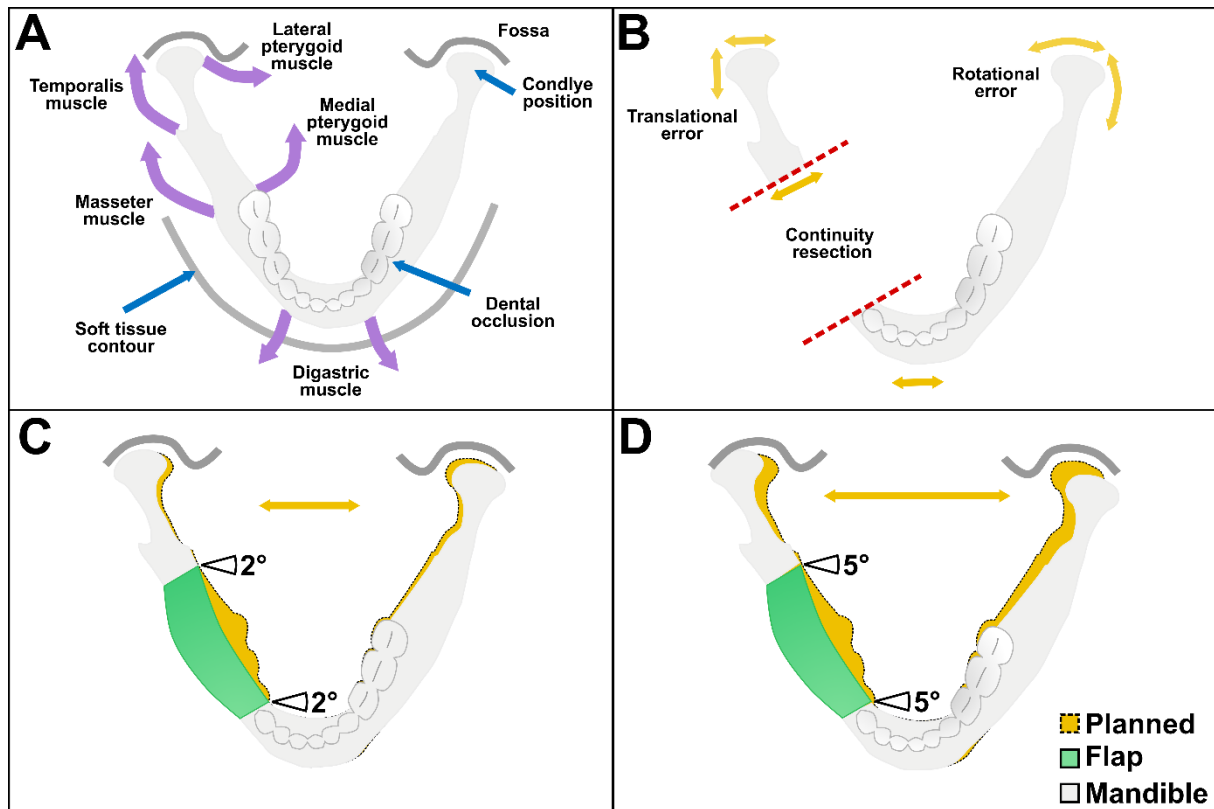 A
Lateral
pterygoid
muscle
Fossa
Temporalis
muscle
Condlye
position
Medial
pterygoid
muscle
Masseter
muscle
Soft tissue
contour
Dental
occlusion
Digastric
muscle
B
Rotational
error
Translational
error
Continuity
resection
C
2°
2°
D
5°
5°
Planned
Flap
Mandible